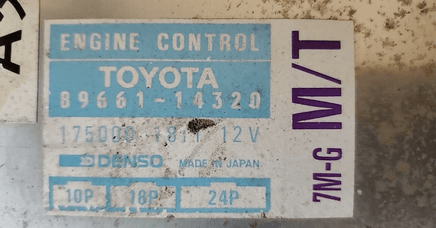 ENGINE CONTROL
TOYOTA
89661-14320
12V
DENSO MADE IN JAPAN
10P 18P 24P
M/T
7M-G